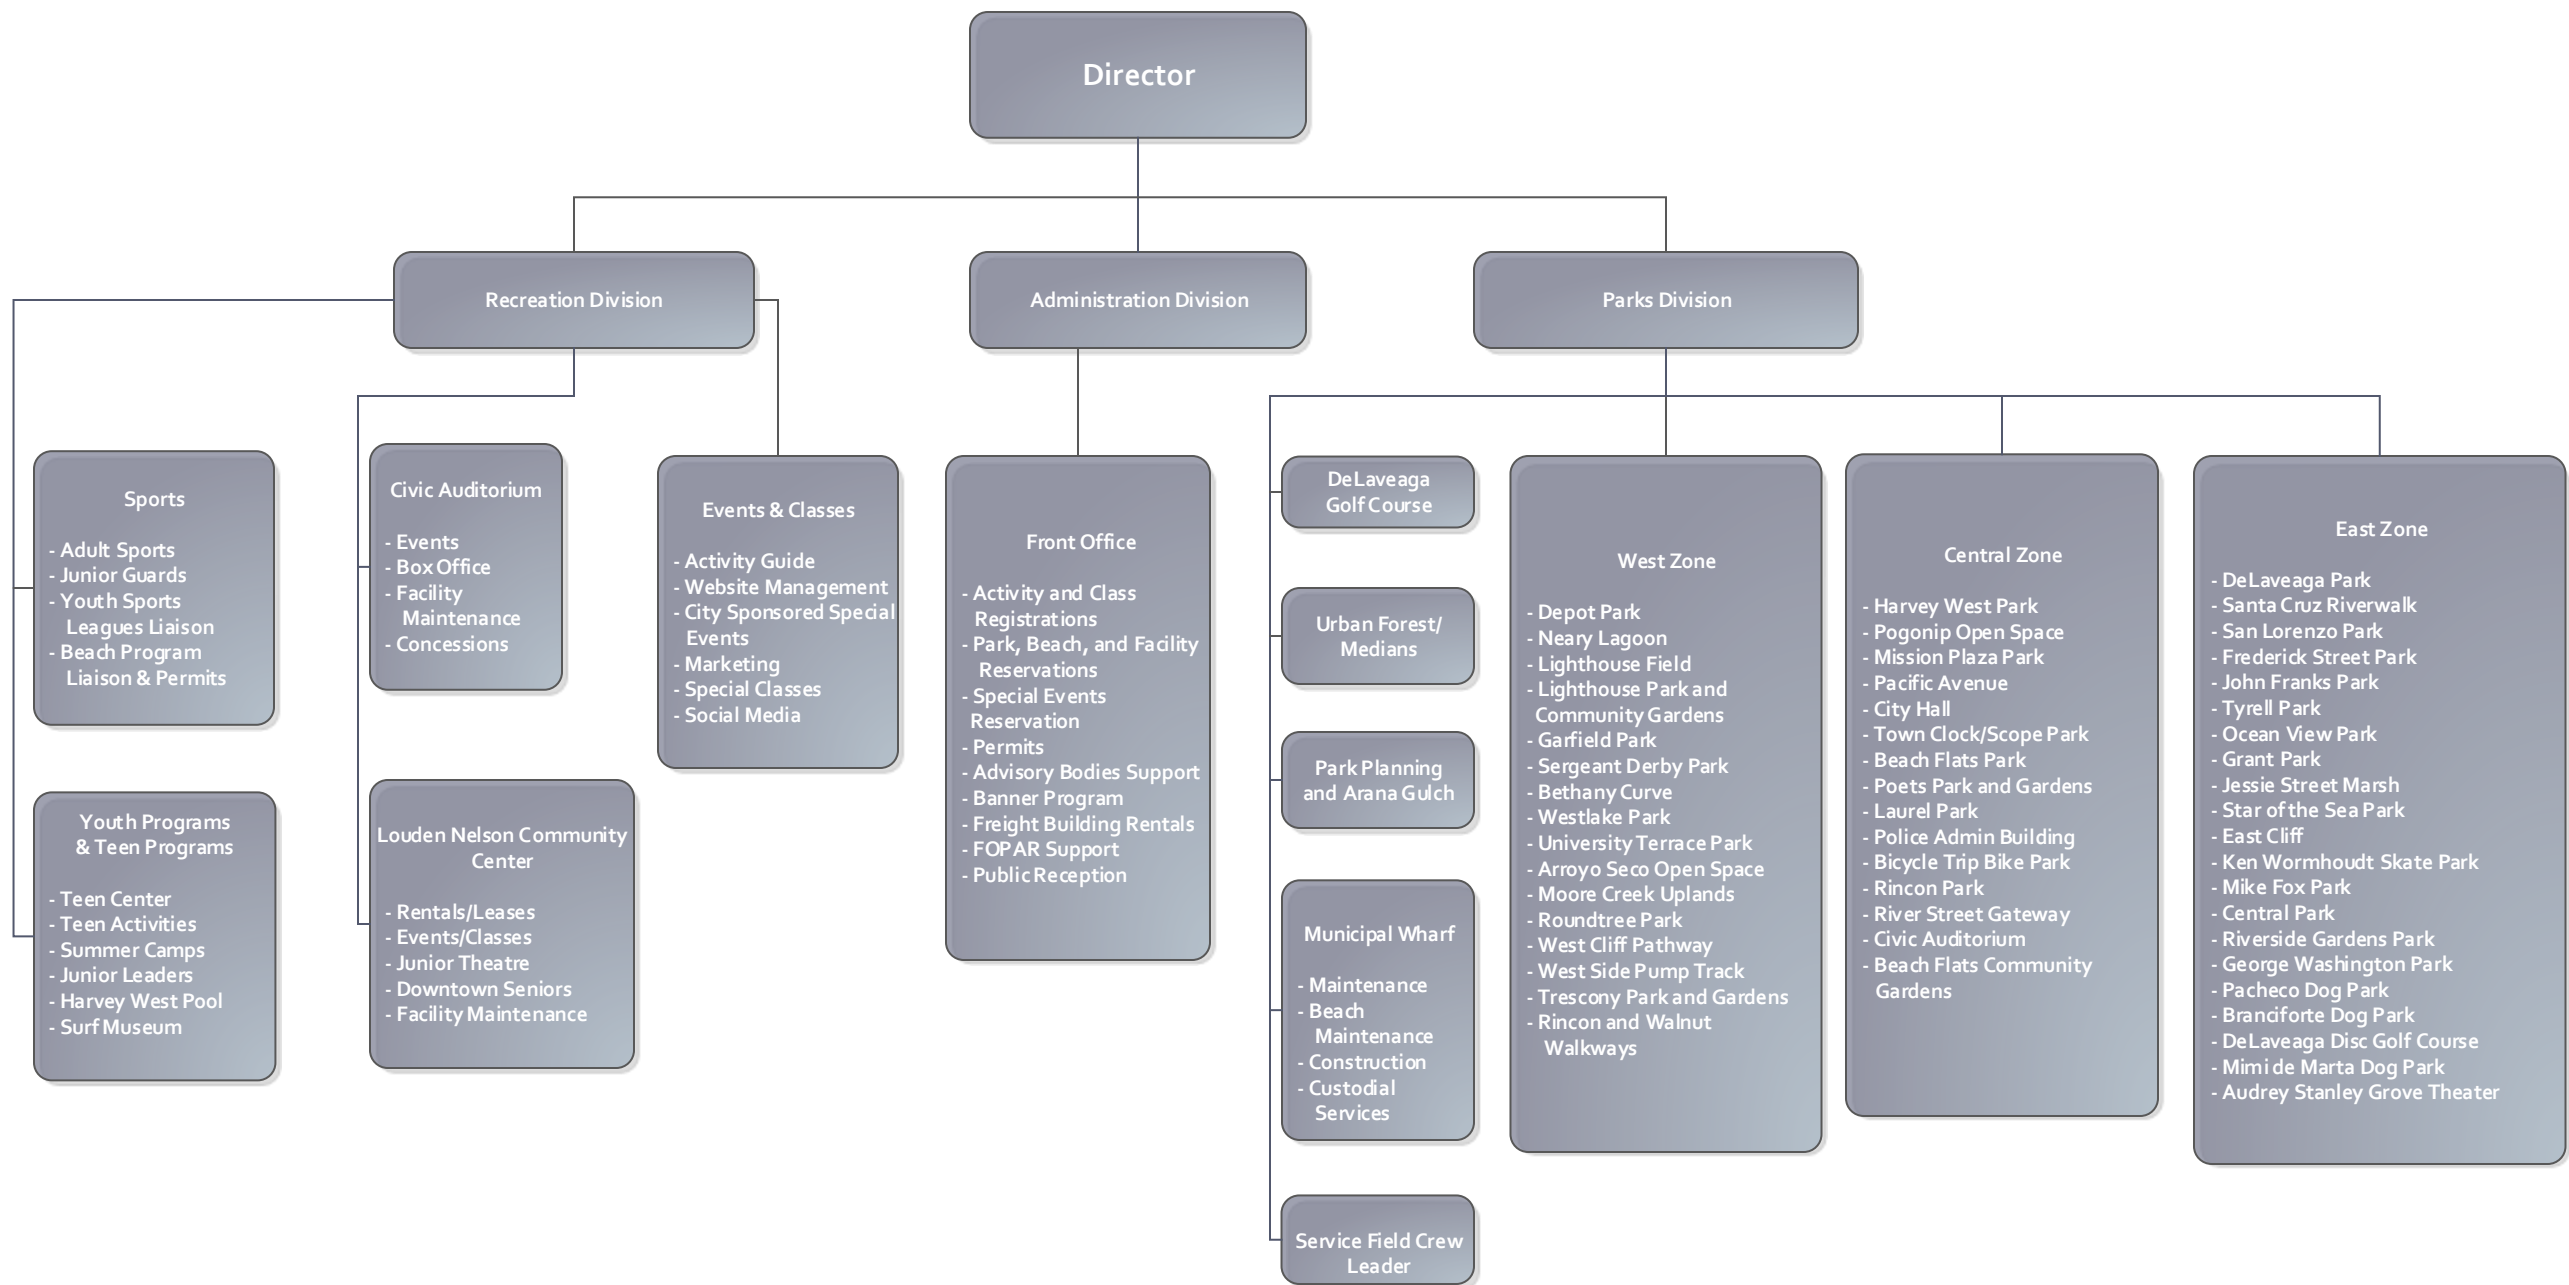 Director
Recreation Division
Administration Division
Parks Division
Sports
- Adult Sports
- Junior Guards
- Youth Sports
Leagues Liaison
- Beach Program
Liaison & Permits
Youth Programs
& Teen Programs
- Teen Center
- Teen Activities
- Summer Camps
- Junior Leaders
- Harvey West Pool
- Surf Museum
Civic Auditorium
- Events
- Box Office
- Facility
Maintenance
- Concessions
Louden Nelson Community
Center
- Rentals/Leases
- Events/Classes
- Junior Theatre
- Downtown Seniors
- Facility Maintenance
Events & Classes
- Activity Guide
- Website Management
- City Sponsored Special
Events
- Marketing
- Special Classes
- Social Media
Front Office
- Activity and Class
Registrations
- Park, Beach, and Facility
Reservations
- Special Events
Reservation
- Permits
- Advisory Bodies Support
- Banner Program
- Freight Building Rentals
- FOPAR Support
- Public Reception
DeLaveaga
Golf Course
Urban Forest/
Medians
Park Planning
and Arana Gulch
Municipal Wharf
- Maintenance
- Beach
Maintenance
- Construction
- Custodial
Services
Service Field Crew
Leader
West Zone
- Depot Park
- Neary Lagoon
- Lighthouse Field
- Lighthouse Park and
Community Gardens
- Garfield Park
- Sergeant Derby Park
- Bethany Curve
- Westlake Park
- University Terrace Park
- Arroyo Seco Open Space
- Moore Creek Uplands
- Roundtree Park
- West Cliff Pathway
- West Side Pump Track
- Trescony Park and Gardens
- Rincon and Walnut
Walkways
Central Zone
- Harvey West Park
- Pogonip Open Space
- Mission Plaza Park
- Pacific Avenue
- City Hall
- Town Clock/Scope Park
- Beach Flats Park
- Poets Park and Gardens
- Laurel Park
- Police Admin Building
- Bicycle Trip Bike Park
- Rincon Park
- River Street Gateway
- Civic Auditorium
- Beach Flats Community
Gardens
East Zone
- DeLaveaga Park
- Santa Cruz Riverwalk
- San Lorenzo Park
- Frederick Street Park
- John Franks Park
- Tyrell Park
- Ocean View Park
- Grant Park
- Jessie Street Marsh
- Star of the Sea Park
- East Cliff
- Ken Wormhoudt Skate Park
- Mike Fox Park
- Central Park
- Riverside Gardens Park
- George Washington Park
- Pacheco Dog Park
- Branciforte Dog Park
- DeLaveaga Disc Golf Course
- Mimi de Marta Dog Park
- Audrey Stanley Grove Theater